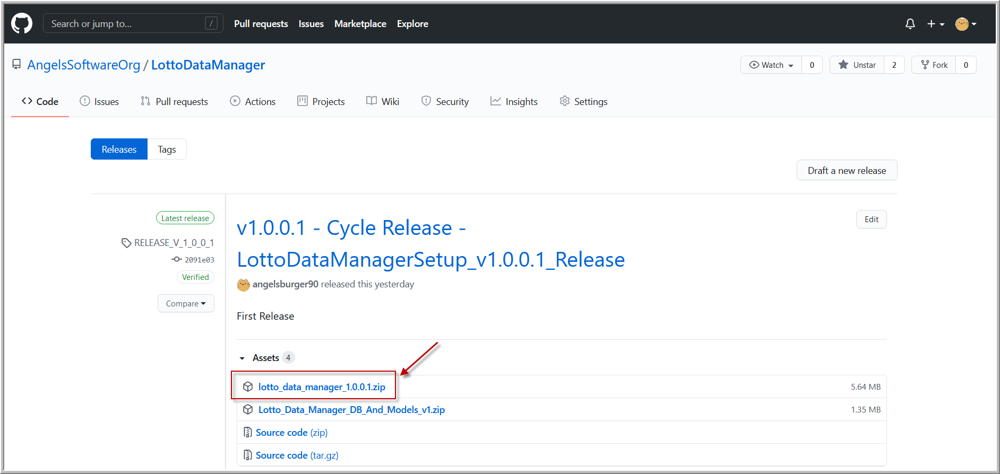 Search or jump to... / Pull requests Issues Marketplace Explore
AngelsSoftwareOrg / LottoDataManager Watch 0 Unstar 2 Fork 0
Code Issues Pull requests Actions Projects Wiki Security Insights Settings
Releases Tags
Draft a new release
Latest release
RELEASE_V_1_0_0_1
2091e03
Verified
Compare
v1.0.0.1 - Cycle Release -
LottoDataManagerSetup_v1.0.0.1_Release
Edit
angelsburger90 released this yesterday
First Release
Assets 4
lotto_data_manager_1.0.0.1.zip 5.64 MB
Lotto_Data_Manager_DB_And_Models_v1.zip 1.35 MB
Source code (zip)
Source code (tar.gz)